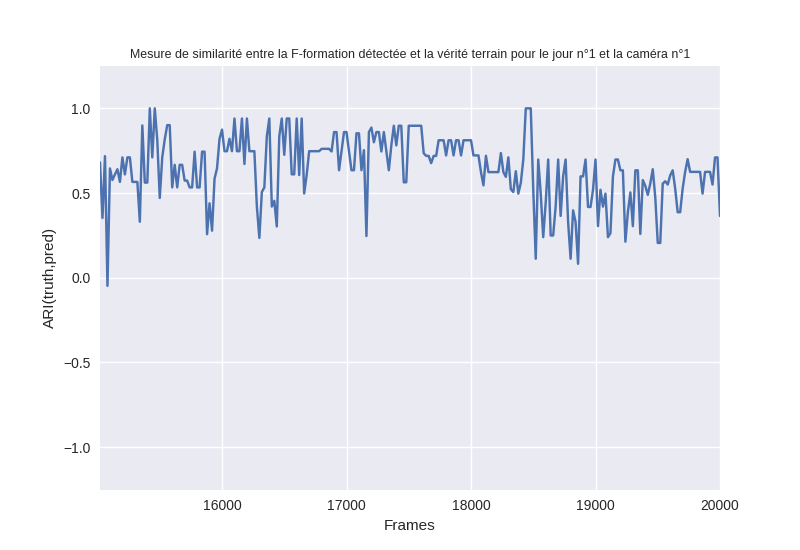 Mesure de similarité entre la F-formation détectée et la vérité terrain pour le jour n°1 et la caméra n°1
1.0
0.5
0.0
−0.5
−1.0
ARI(truth,pred)
16000 17000 18000 19000 20000
Frames